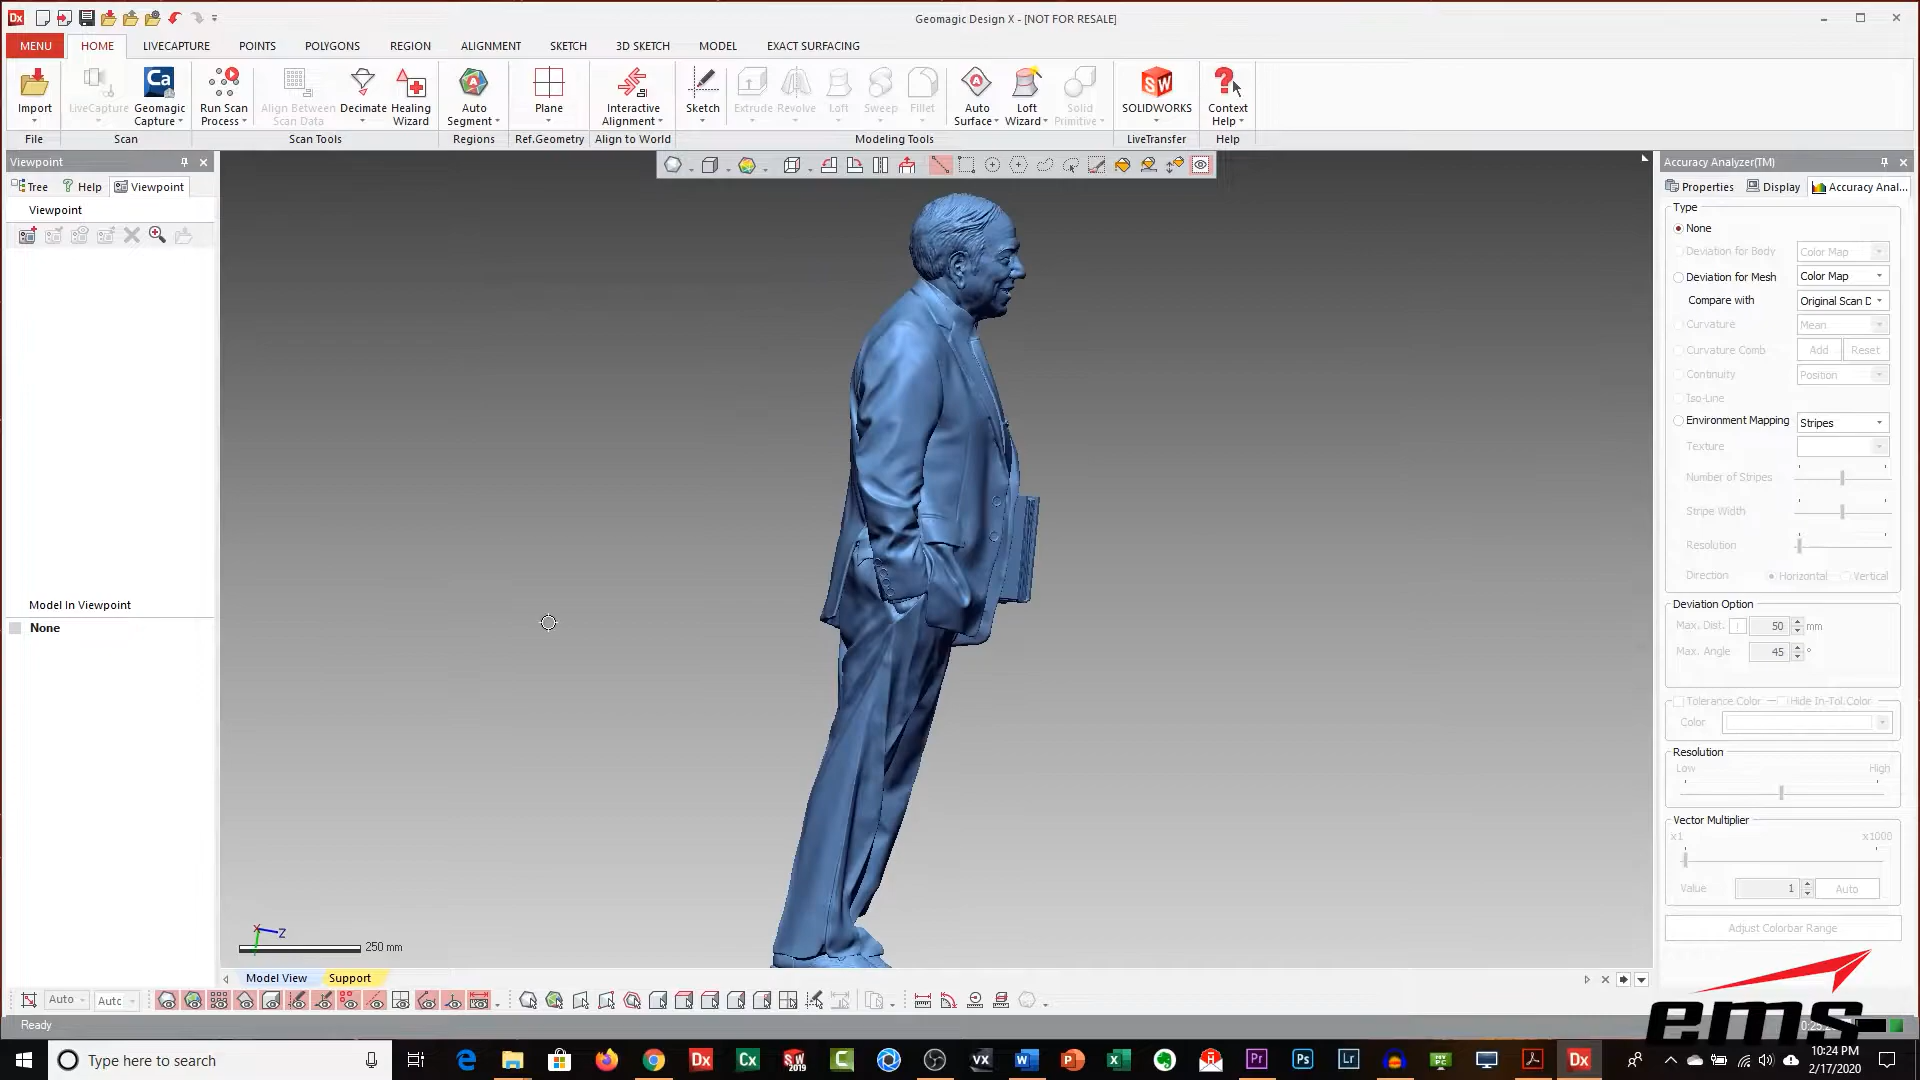 Geomagic Design X - [NOT FOR RESALE]
MENU HOME LIVECAPTURE POINTS POLYGONS REGION ALIGNMENT SKETCH 3D SKETCH MODEL EXACT SURFACING
Import
LiveCapture
Geomagic Capture
Run Scan Process
Align Between Scan Data
Decimate
Healing Wizard
Auto Segment
Plane
Interactive Alignment
Sketch
Extrude
Revolve
Loft
Sweep
Fillet
Auto Surface
Loft Wizard
Solid Primitive
SOLIDWORKS
Context Help
File Scan Scan Tools Regions Ref.Geometry Align to World Modeling Tools LiveTransfer Help
Viewpoint
Tree Help Viewpoint
Viewpoint
Model In Viewpoint
None
Accuracy Analyzer(TM)
Properties Display Accuracy Anal...
Type
None
Deviation for Body Color Map
Deviation for Mesh Color Map
Compare with Original Scan D
Curvature Mean
Curvature Comb Add Reset
Continuity Position
Iso-Line
Environment Mapping Stripes
Texture
Number of Stripes
Stripe Width
Resolution
Direction Horizontal Vertical
Deviation Option
Max. Dist. 50 mm
Max. Angle 45 °
Tolerance Color Hide In-Tol.Color
Color
Resolution
Low High
Vector Multiplier
x1 x1000
Value 1 Auto
Adjust Colorbar Range
X Z
250 mm
Model View Support
Auto Autc
Ready
ems
Type here to search
10:24 PM
2/17/2020